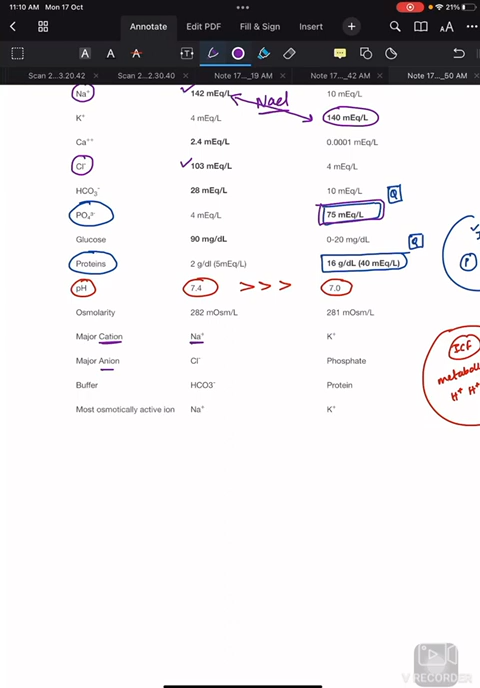 11:10 AM Mon 17 Oct
21%
Annotate Edit PDF Fill & Sign Insert
Scan 2...3.20.42 Scan 2...2.30.40 Note 17..._19 AM Note 17..._42 AM Note 17..._50 AM
Na⁺ 142 mEq/L 10 mEq/L
K⁺ 4 mEq/L 140 mEq/L
Ca⁺⁺ 2.4 mEq/L 0.0001 mEq/L
Cl⁻ 103 mEq/L 4 mEq/L
HCO₃⁻ 28 mEq/L 10 mEq/L
Q
PO₄³⁻ 4 mEq/L 75 mEq/L
Glucose 90 mg/dL 0-20 mg/dL
Q
Proteins 2 g/dl (5mEq/L) 16 g/dL (40 mEq/L)
P
pH 7.4 > > > 7.0
Osmolarity 282 mOsm/L 281 mOsm/L
Major Cation Na⁺ K⁺
ICF
Major Anion Cl⁻ Phosphate
Buffer HCO3⁻ Protein
H⁺ H⁺
Most osmotically active ion Na⁺ K⁺
V RECORDER